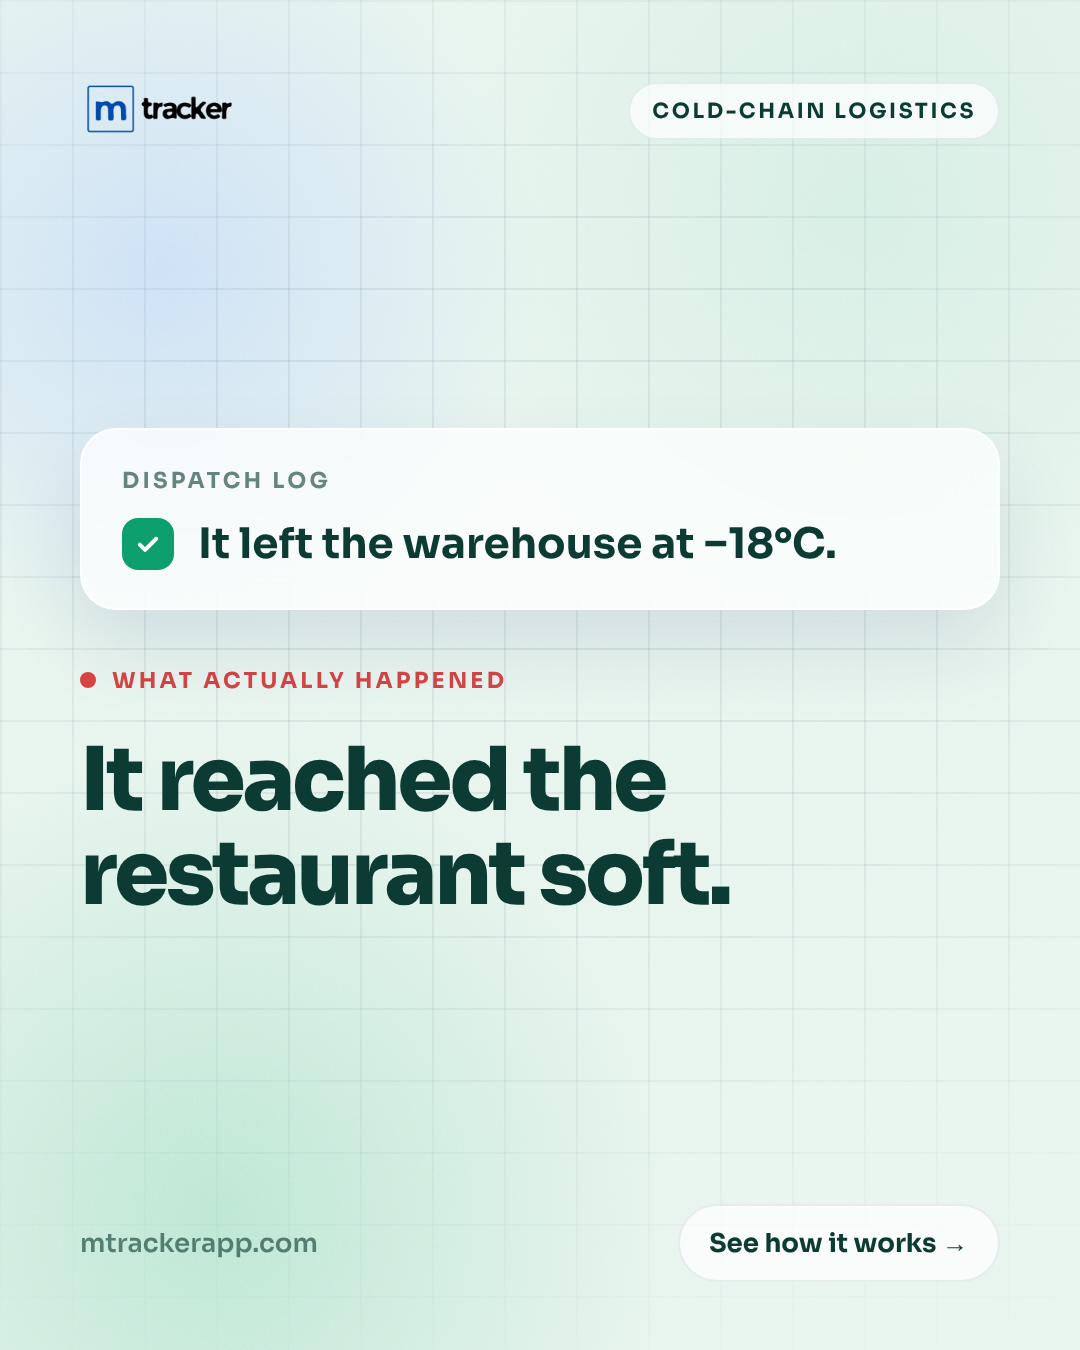 m tracker
COLD-CHAIN LOGISTICS
DISPATCH LOG
It left the warehouse at −18°C.
WHAT ACTUALLY HAPPENED
It reached the
restaurant soft.
mtrackerapp.com
See how it works →